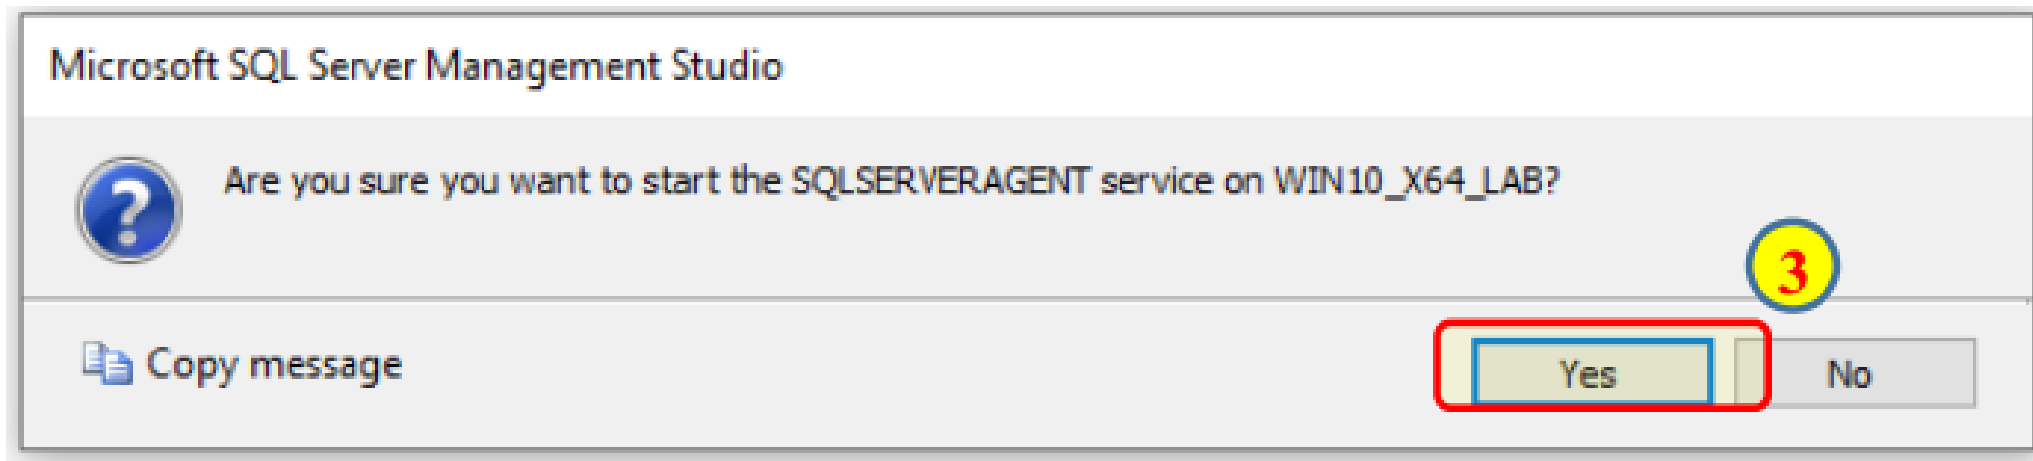 Microsoft SQL Server Management Studio
Are you sure you want to start the SQLSERVERAGENT service on WIN10_X64_LAB?
3
Copy message
Yes
No